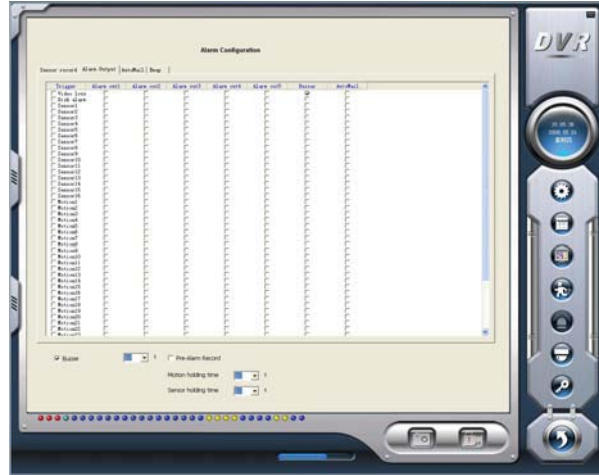 DVR
Alarm Configuration
Sensor record Alarm Output AutoMail Beep
Trigger Alarm out1 Alarm out2 Alarm out3 Alarm out4 Alarm out5 Buzzer AutoMail
Video loss
Disk alarm
Sensor1
Sensor2
Sensor3
Sensor4
Sensor5
Sensor6
Sensor7
Sensor8
Sensor9
Sensor10
Sensor11
Sensor12
Sensor13
Sensor14
Sensor15
Sensor16
Motion1
Motion2
Motion3
Motion4
Motion5
Motion6
Motion7
Motion8
Motion9
Motion10
Motion11
Motion12
Motion13
Motion14
Motion15
Motion16
Motion17
Motion18
Motion19
Motion20
Motion21
Motion22
Buzzer
Pre-Alarm Record
Motion holding time
Sensor holding time